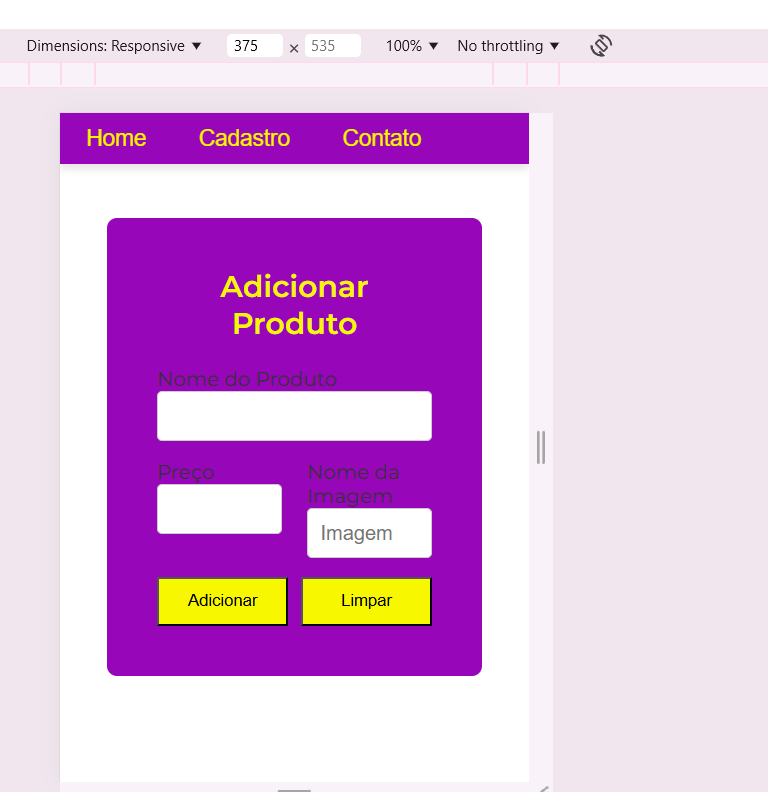 Dimensions: Responsive ▼ 375 × 535 100% ▼ No throttling ▼
Home Cadastro Contato
Adicionar
Produto
Nome do Produto
Preço
Nome da
Imagem
Imagem
Adicionar Limpar